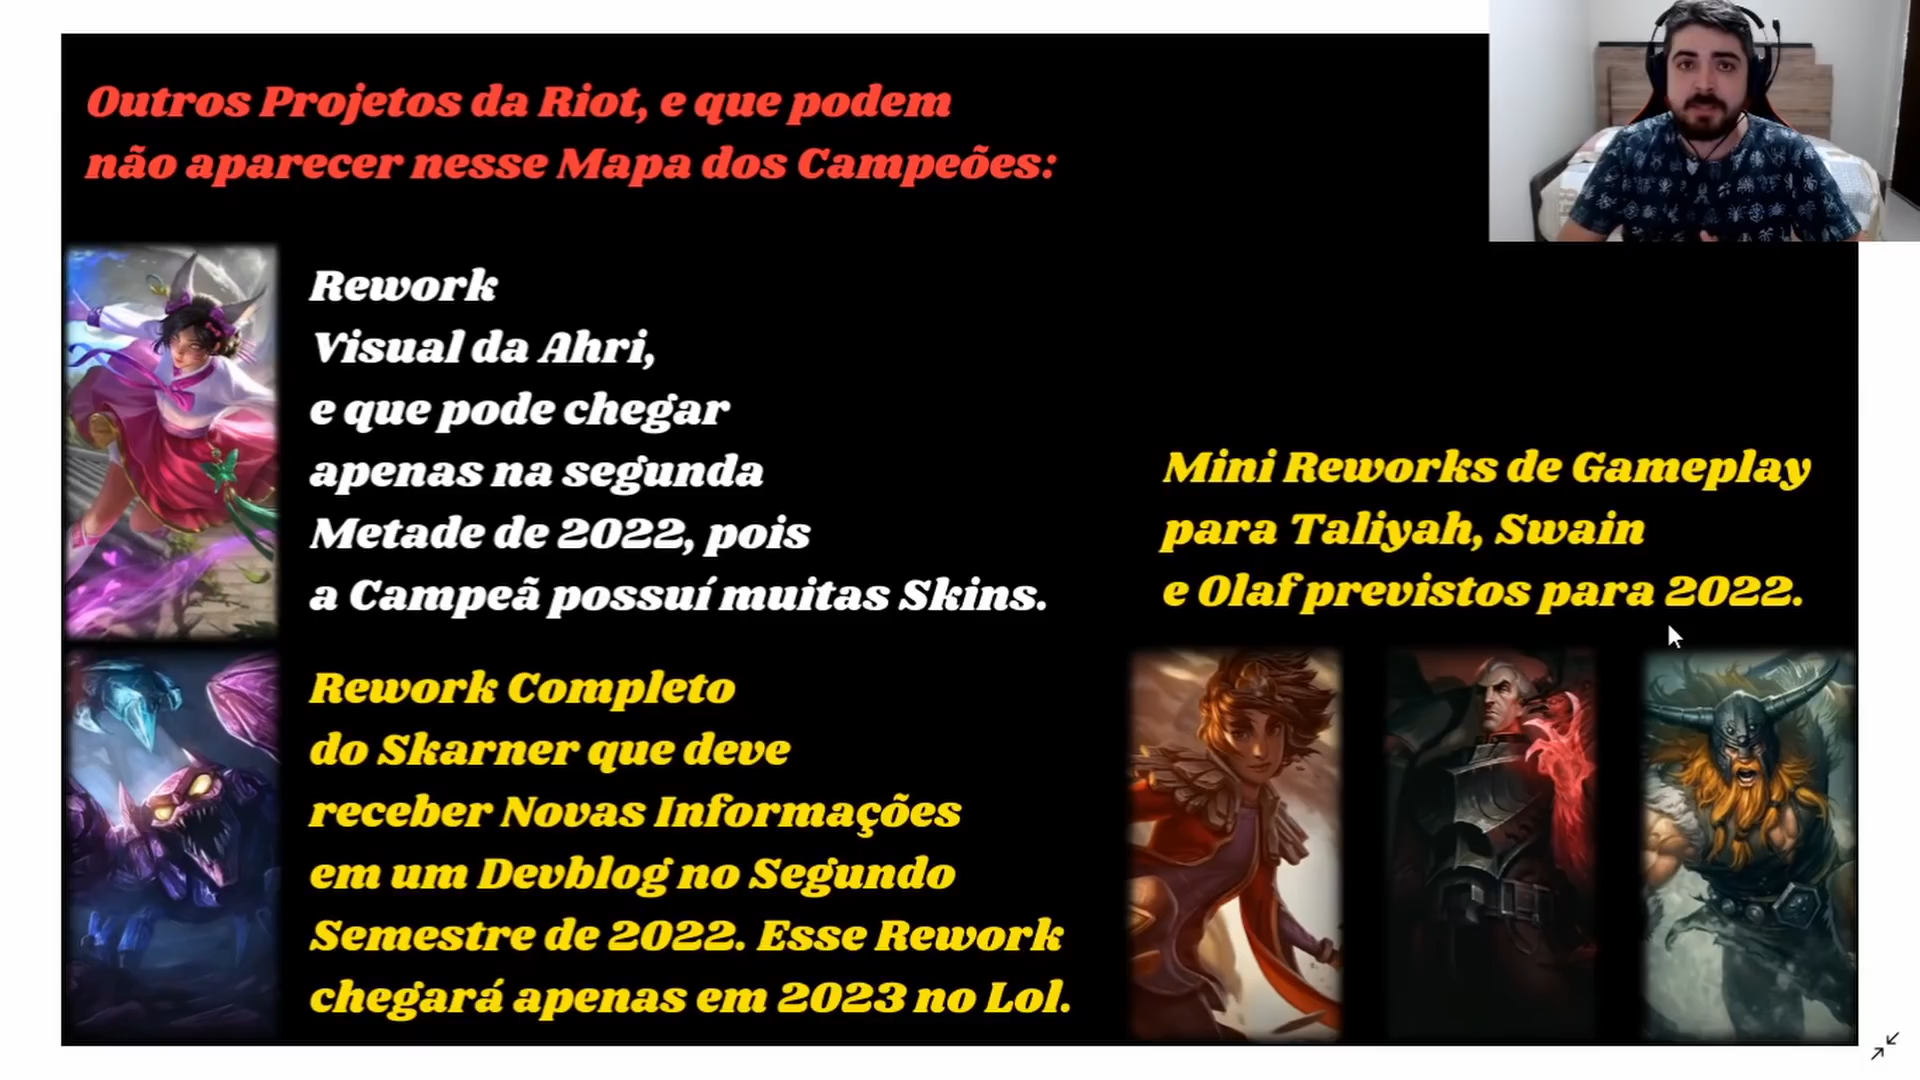 Outros Projetos da Riot, e que podem
não aparecer nesse Mapa dos Campeões:
Rework
Visual da Ahri,
e que pode chegar
apenas na segunda
Metade de 2022, pois
a Campeã possuí muitas Skins.
Rework Completo
do Skarner que deve
receber Novas Informações
em um Devblog no Segundo
Semestre de 2022. Esse Rework
chegará apenas em 2023 no Lol.
Mini Reworks de Gameplay
para Taliyah, Swain
e Olaf previstos para 2022.